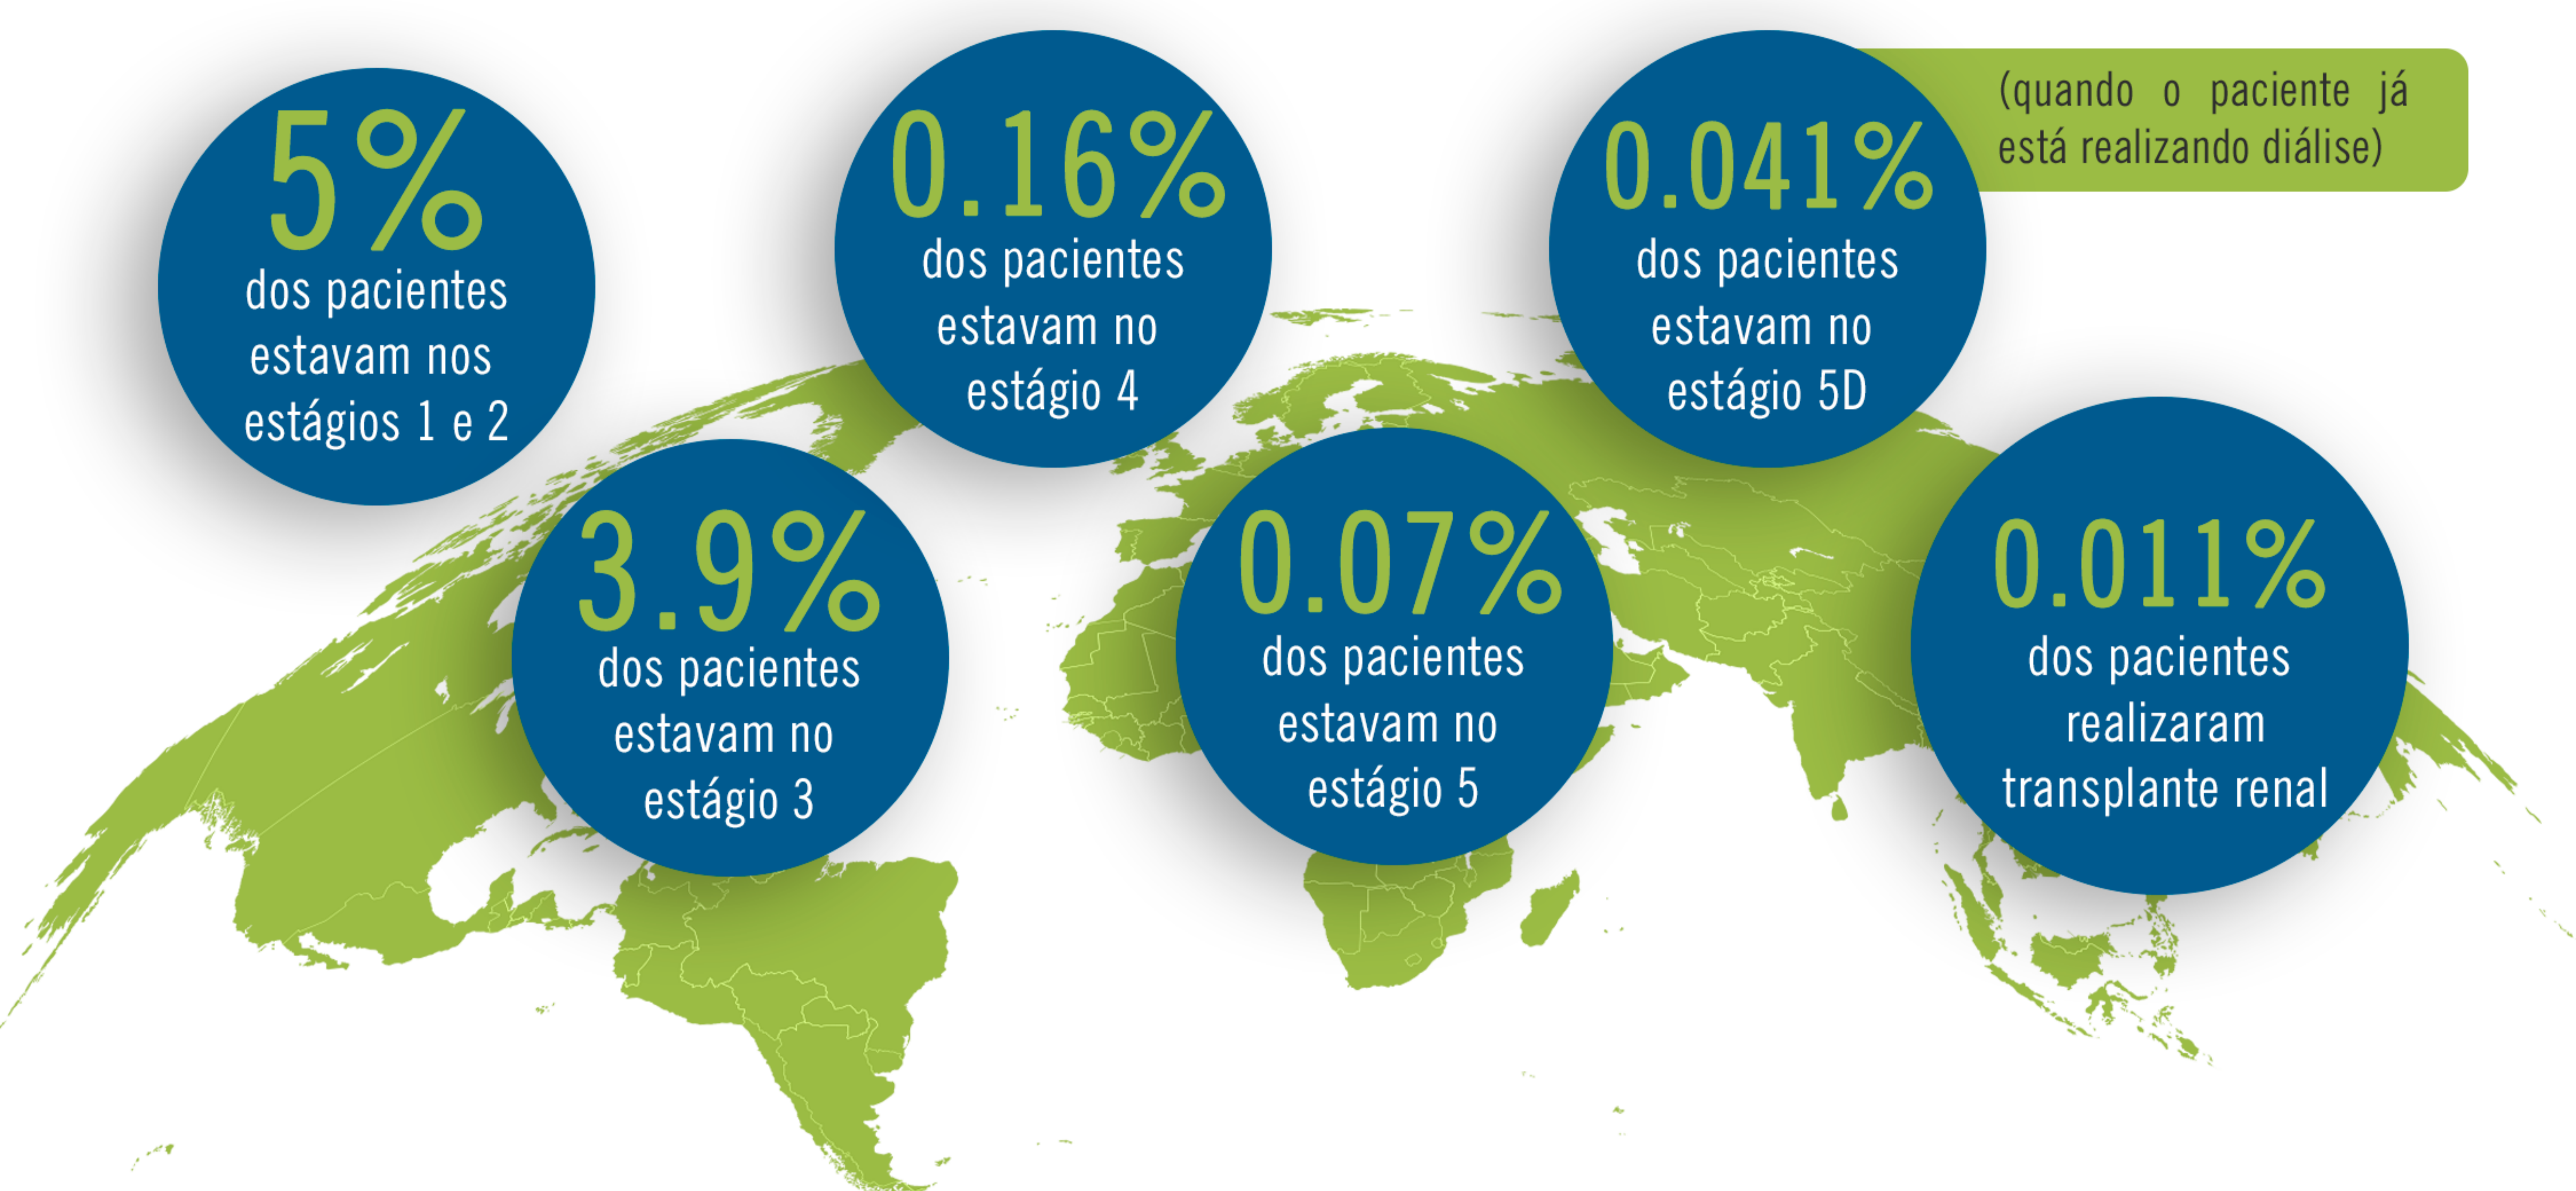 5%
dos pacientes
estavam nos
estágios 1 e 2
3.9%
dos pacientes
estavam no
estágio 3
0.16%
dos pacientes
estavam no
estágio 4
0.07%
dos pacientes
estavam no
estágio 5
0.041%
dos pacientes
estavam no
estágio 5D
(quando o paciente já
está realizando diálise)
0.011%
dos pacientes
realizaram
transplante renal